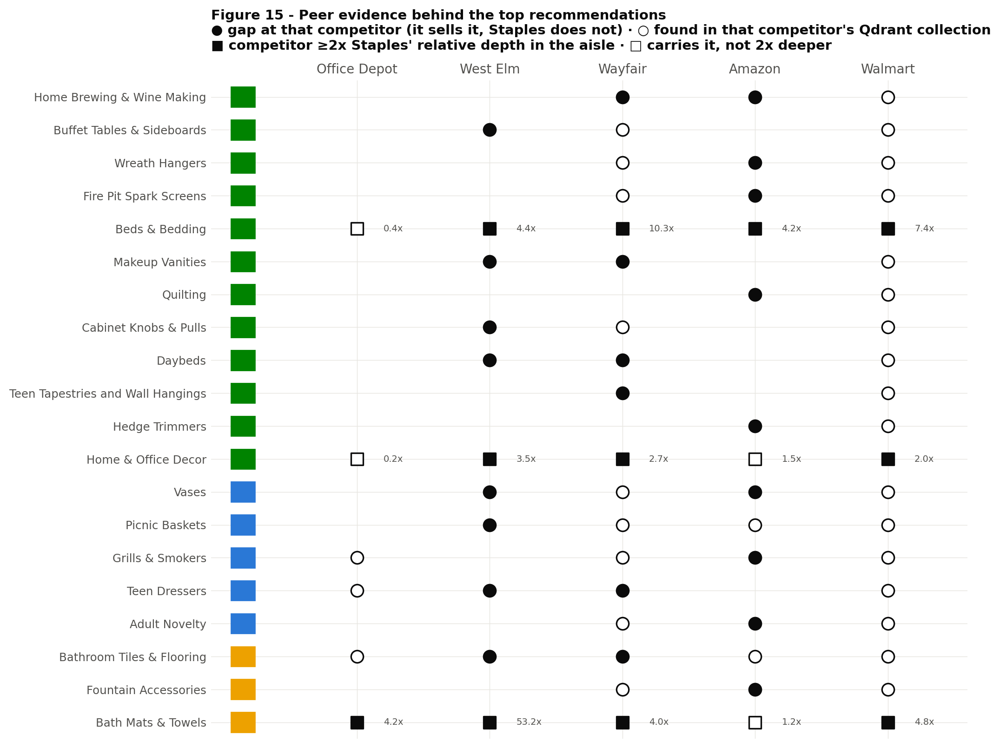 Figure 15 - Peer evidence behind the top recommendations
● gap at that competitor (it sells it, Staples does not) · ○ found in that competitor's Qdrant collection
■ competitor ≥2x Staples' relative depth in the aisle · □ carries it, not 2x deeper
Office Depot West Elm Wayfair Amazon Walmart
Home Brewing & Wine Making
Buffet Tables & Sideboards
Wreath Hangers
Fire Pit Spark Screens
Beds & Bedding 0.4x 4.4x 10.3x 4.2x 7.4x
Makeup Vanities
Quilting
Cabinet Knobs & Pulls
Daybeds
Teen Tapestries and Wall Hangings
Hedge Trimmers
Home & Office Decor 0.2x 3.5x 2.7x 1.5x 2.0x
Vases
Picnic Baskets
Grills & Smokers
Teen Dressers
Adult Novelty
Bathroom Tiles & Flooring
Fountain Accessories
Bath Mats & Towels 4.2x 53.2x 4.0x 1.2x 4.8x